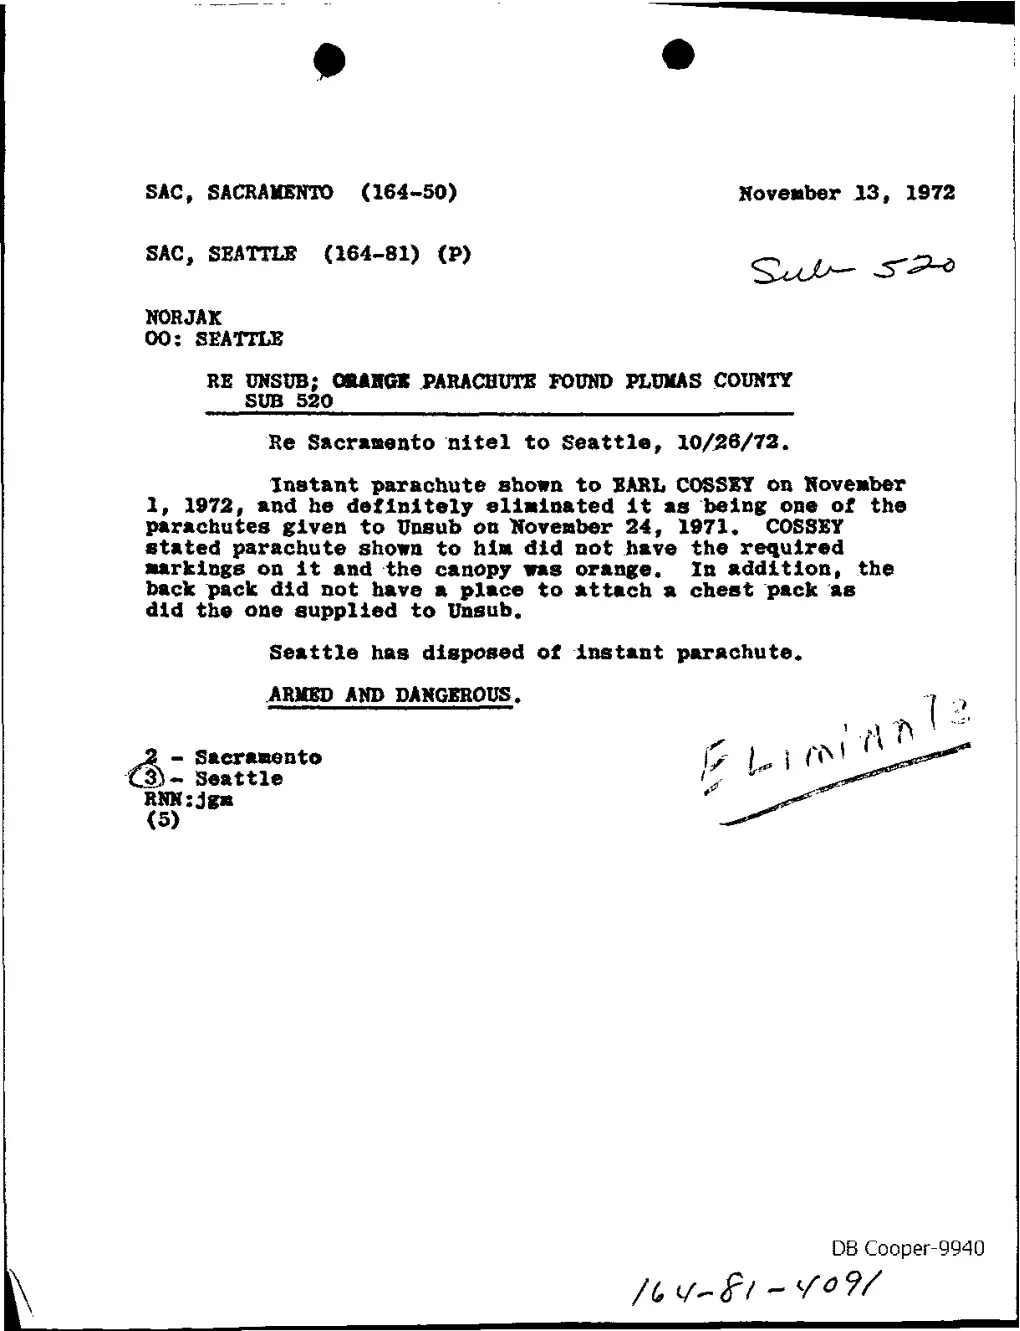 SAC, SACRAMENTO (164-50) November 13, 1972
SAC, SEATTLE (164-81) (P)
Sub 520
NORJAK
OO: SEATTLE
RE UNSUB; ORANGE PARACHUTE FOUND PLUMAS COUNTY
SUB 520
Re Sacramento nitel to Seattle, 10/26/72.
Instant parachute shown to EARL COSSEY on November
1, 1972, and he definitely eliminated it as being one of the
parachutes given to Unsub on November 24, 1971. COSSEY
stated parachute shown to him did not have the required
markings on it and the canopy was orange. In addition, the
back pack did not have a place to attach a chest pack as
did the one supplied to Unsub.
Seattle has disposed of instant parachute.
ARMED AND DANGEROUS.
ELiminate
2 - Sacramento
3 - Seattle
RNN:jgm
(5)
DB Cooper-9940
164-81-4091